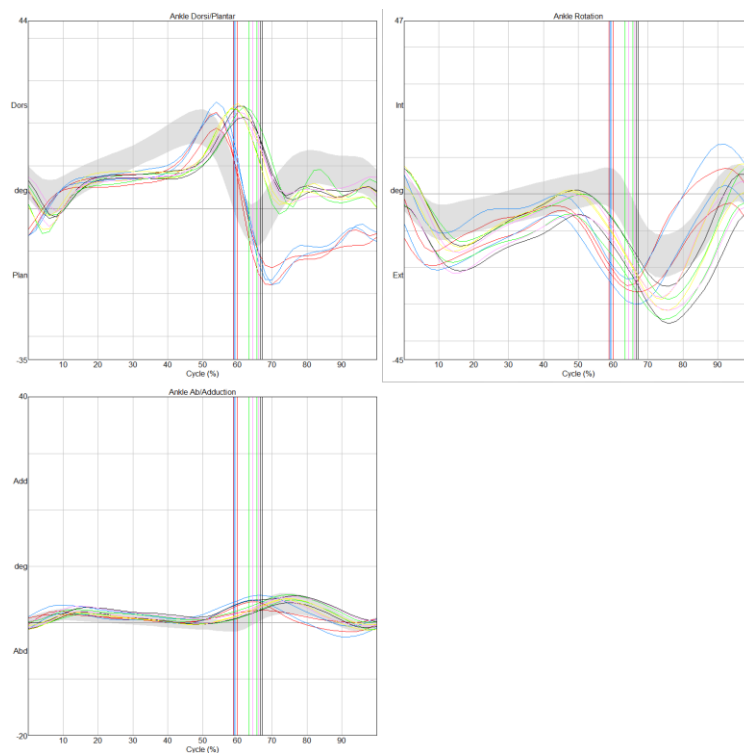 Ankle Dorsi/Plantar
44
Dors
deg
Plan
-35
10 20 30 40 50 60 70 80 90
Cycle (%)
Ankle Rotation
47
Int
deg
Ext
-45
10 20 30 40 50 60 70 80 90
Cycle (%)
Ankle Ab/Adduction
40
Add
deg
Abd
-20
10 20 30 40 50 60 70 80 90
Cycle (%)